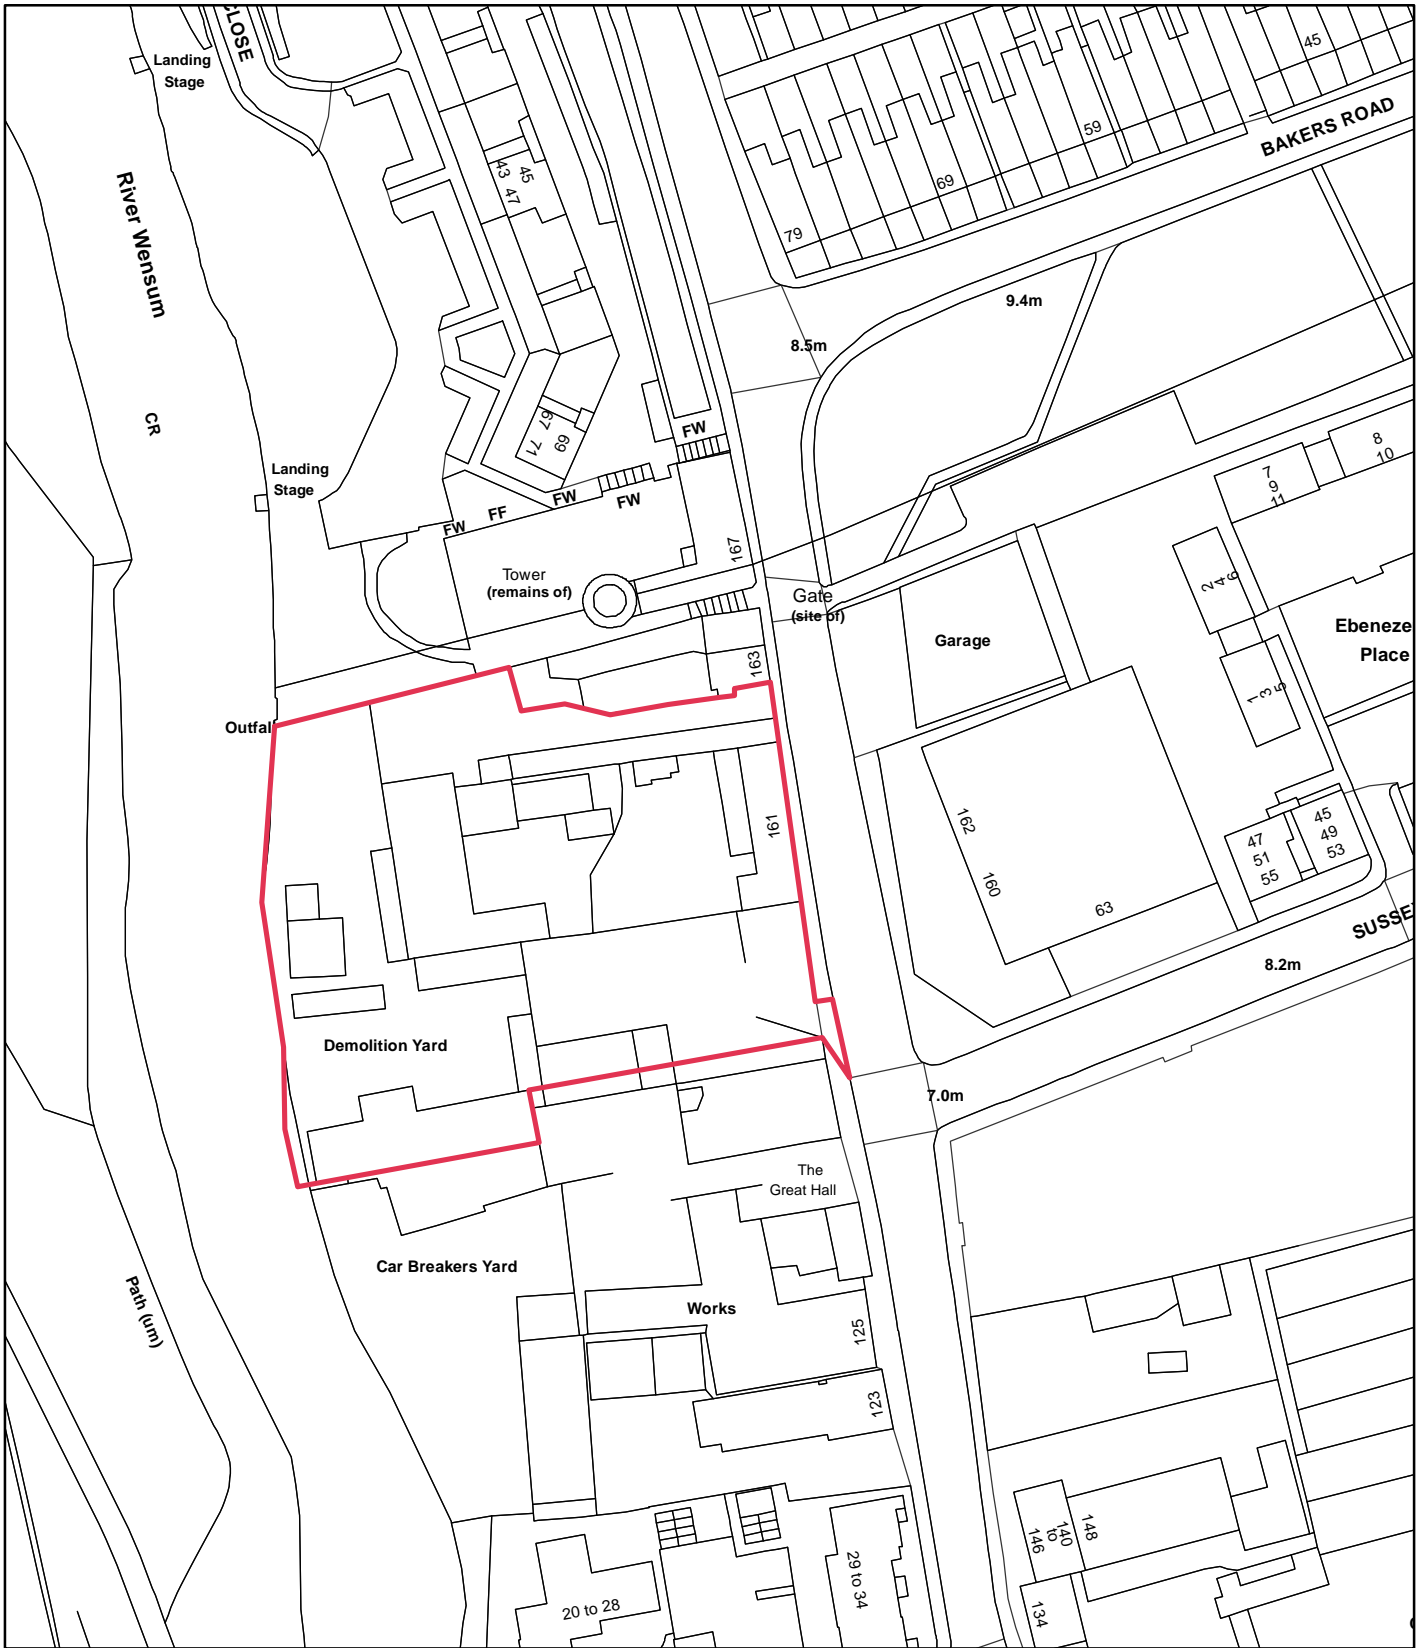 CLOSE
Landing
Stage
45
BAKERS ROAD
59
69
79
43
45
47
River Wensum
9.4m
8.5m
CR
67
69
71
FW
Landing
Stage
FW
FW
FF
FW
8
10
7
9
11
167
Tower
(remains of)
Gate
(site of)
2
4
6
Garage
Ebeneze
Place
163
1
3
5
Outfal
161
162
160
63
45
49
53
47
51
55
SUSSE
8.2m
Demolition Yard
7.0m
The
Great Hall
Car Breakers Yard
Path (um)
Works
125
123
148
140
to
146
29 to 34
20 to 28
134